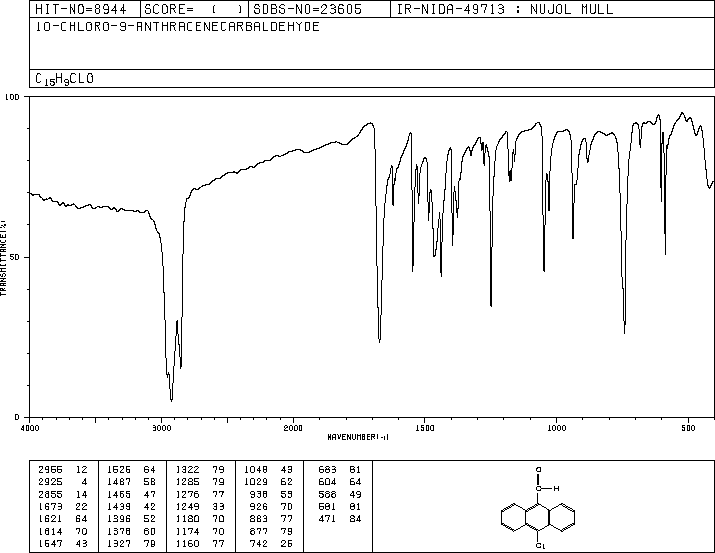 HIT-NO=8944 SCORE= ( ) SDBS-NO=23605 IR-NIDA-49713 : NUJOL MULL
10-CHLORO-9-ANTHRACENECARBALDEHYDE
C15H9CLO
100
50
0
TRANSMITTANCE(%)
4000 3000 2000 1500 1000 500
WAVENUMBER(-1)
2956 12 1526 64 1322 79 1048 43 683 81
2925 4 1487 58 1285 79 1029 62 604 64
2855 14 1465 47 1276 77 938 53 588 49
1673 22 1439 42 1249 33 926 70 581 81
1621 64 1396 52 1180 70 883 77 471 84
1614 70 1378 60 1174 70 877 79
1547 43 1327 79 1160 77 742 25
O
C H
Cl